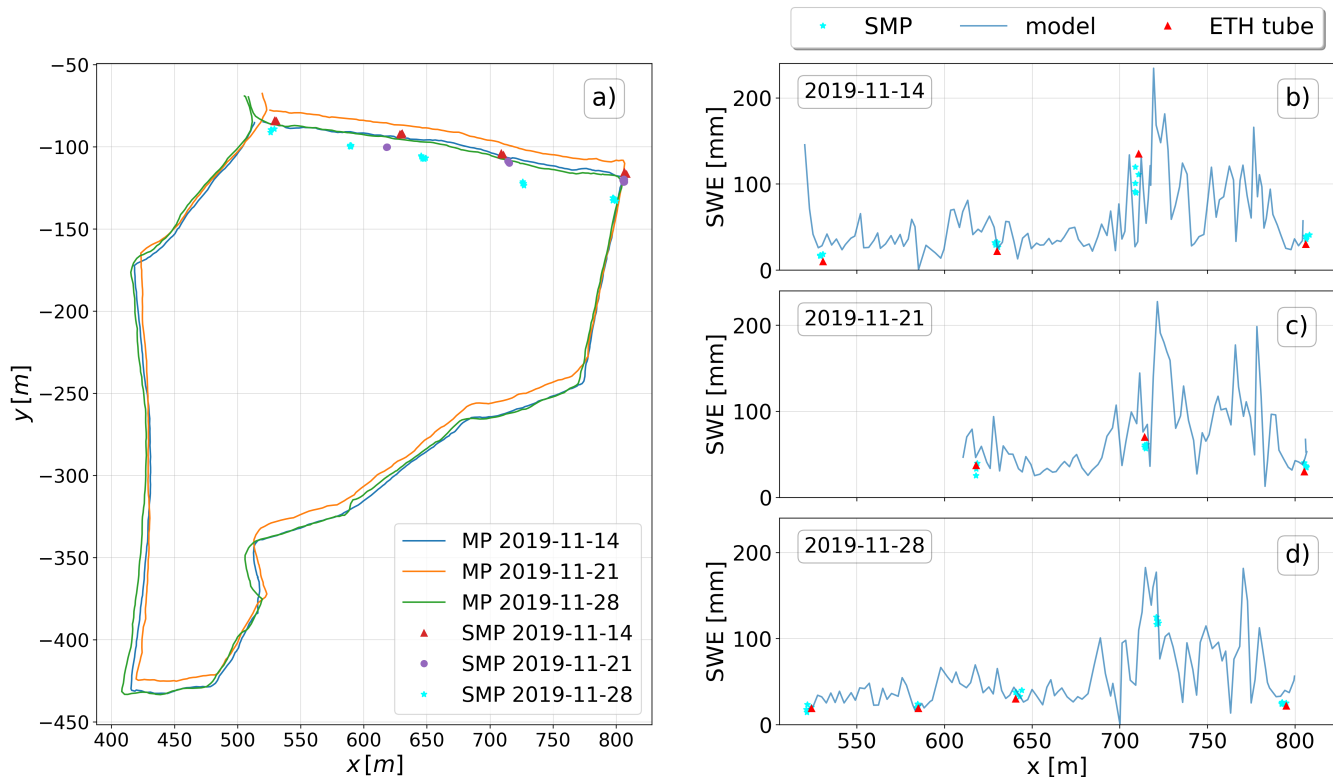 SMP model ETH tube
a)
−50
−100
−150
−200
−250
−300
−350
−400
−450
y [m]
400 450 500 550 600 650 700 750 800
x [m]
MP 2019-11-14
MP 2019-11-21
MP 2019-11-28
SMP 2019-11-14
SMP 2019-11-21
SMP 2019-11-28
2019-11-14
b)
SWE [mm]
200
100
0
2019-11-21
c)
SWE [mm]
200
100
0
2019-11-28
d)
SWE [mm]
200
100
0
550 600 650 700 750 800
x [m]